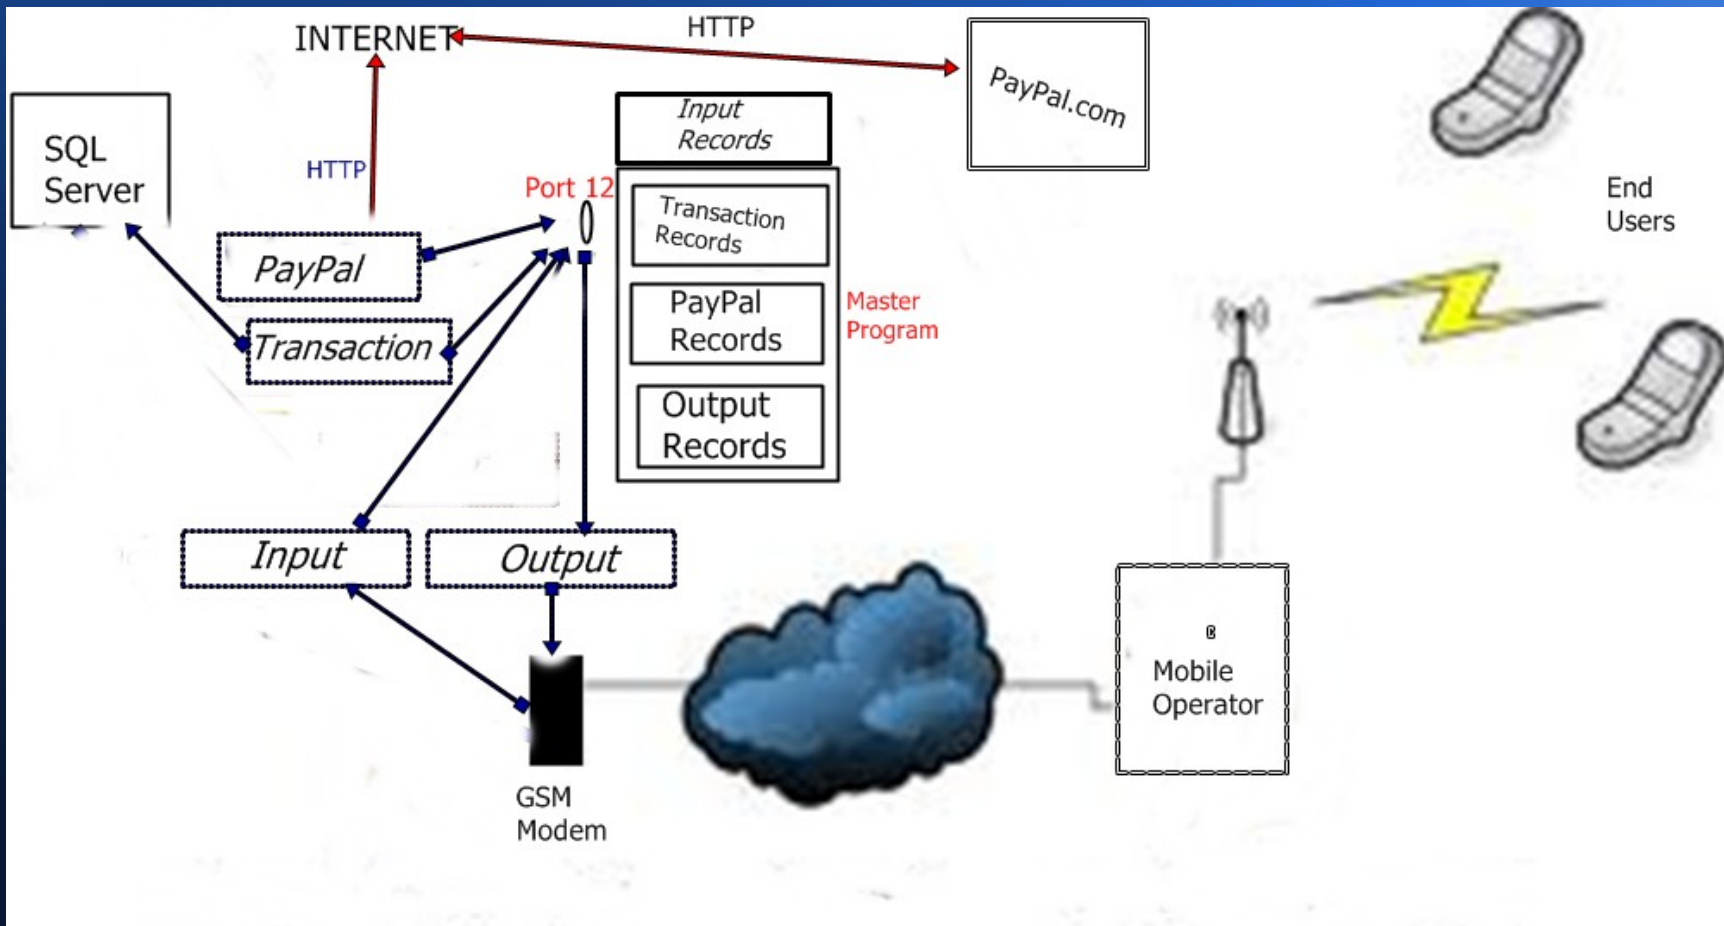 INTERNET
HTTP
PayPal.com
SQL
Server
HTTP
Input
Records
Port 12
Transaction
Records
End
Users
PayPal
PayPal
Records
Master
Program
Transaction
Output
Records
Input
Output
Mobile
Operator
GSM
Modem